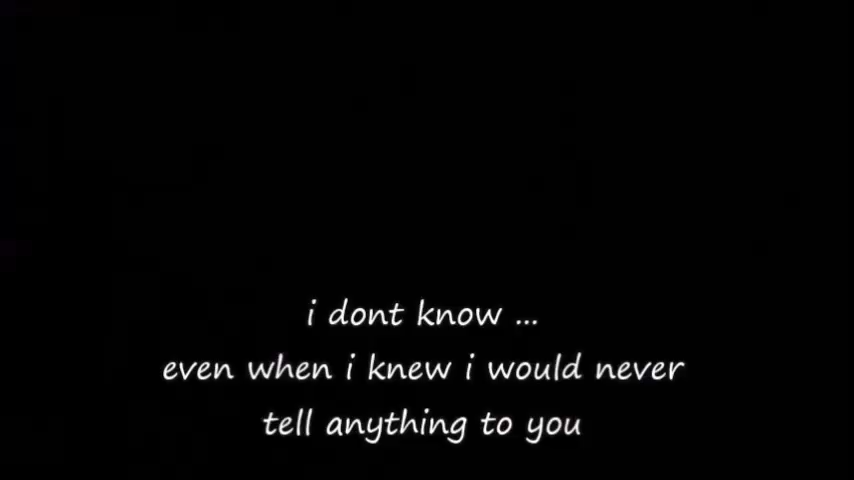 i dont know ...
even when i knew i would never
tell anything to you